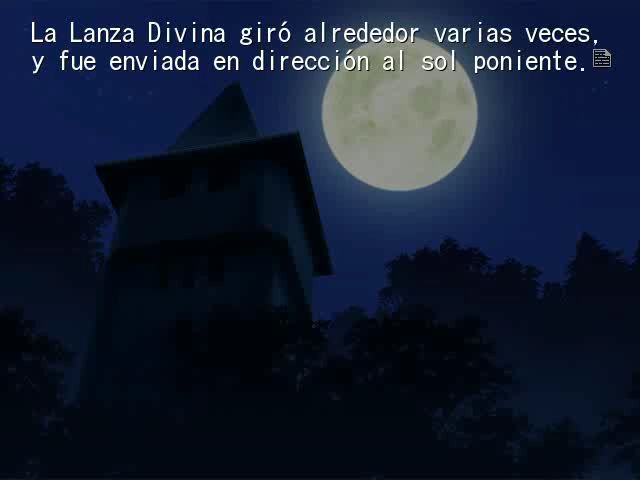 La Lanza Divina giró alrededor varias veces,
y fue enviada en dirección al sol poniente.